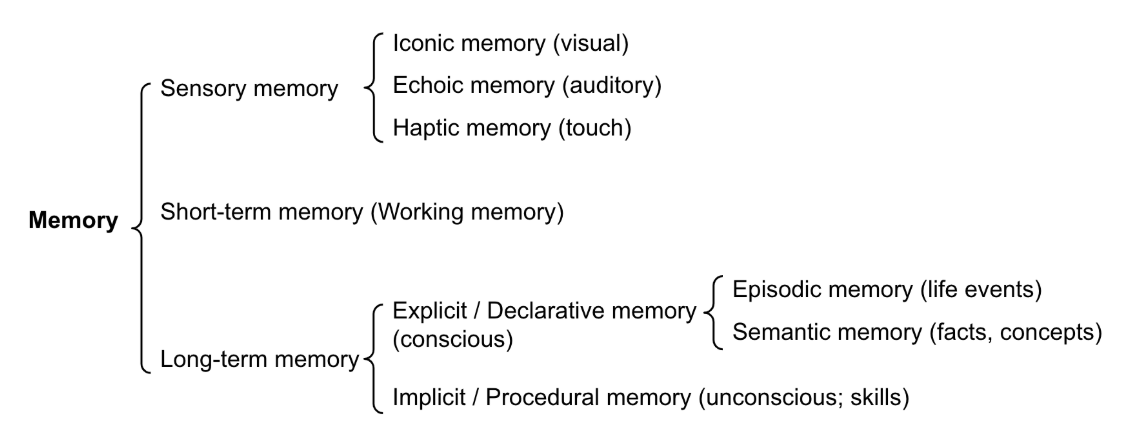 Iconic memory (visual)
Echoic memory (auditory)
Sensory memory
Haptic memory (touch)
Memory
Short-term memory (Working memory)
Episodic memory (life events)
Explicit / Declarative memory
(conscious)
Semantic memory (facts, concepts)
Long-term memory
Implicit / Procedural memory (unconscious; skills)